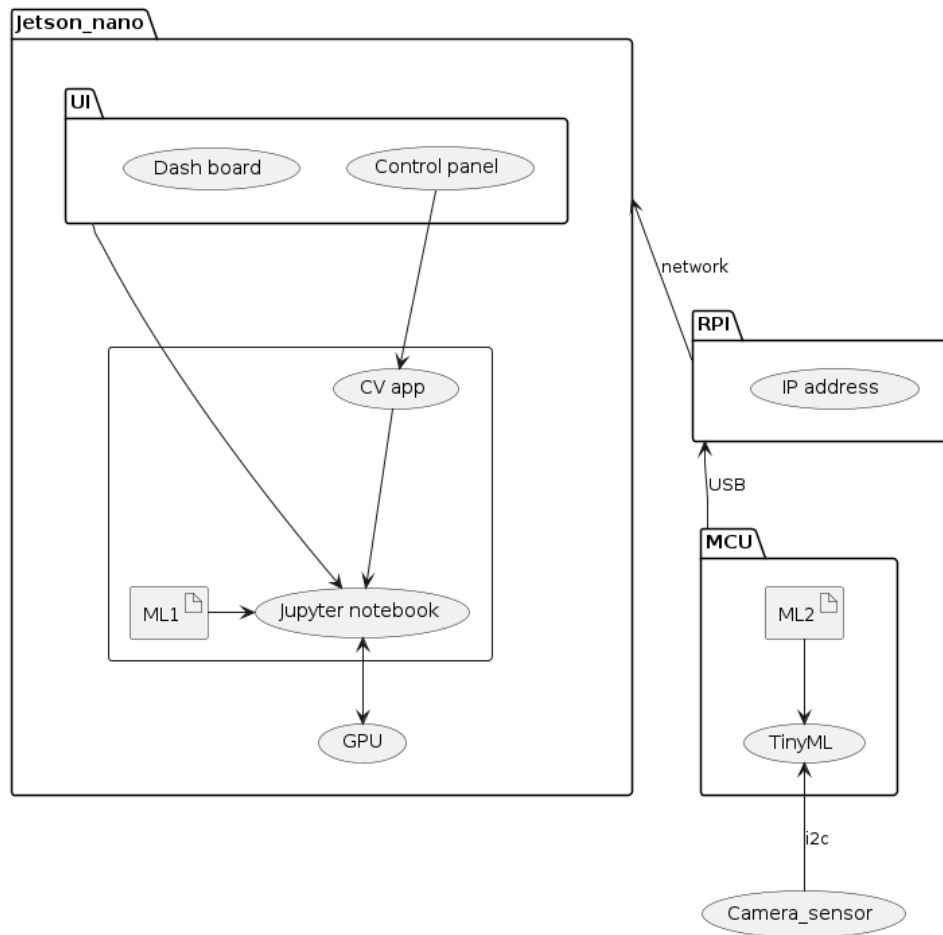 Jetson_nano
UI
Dash board
Control panel
network
RPI
IP address
CV app
USB
MCU
ML1
Jupyter notebook
ML2
GPU
TinyML
i2c
Camera_sensor